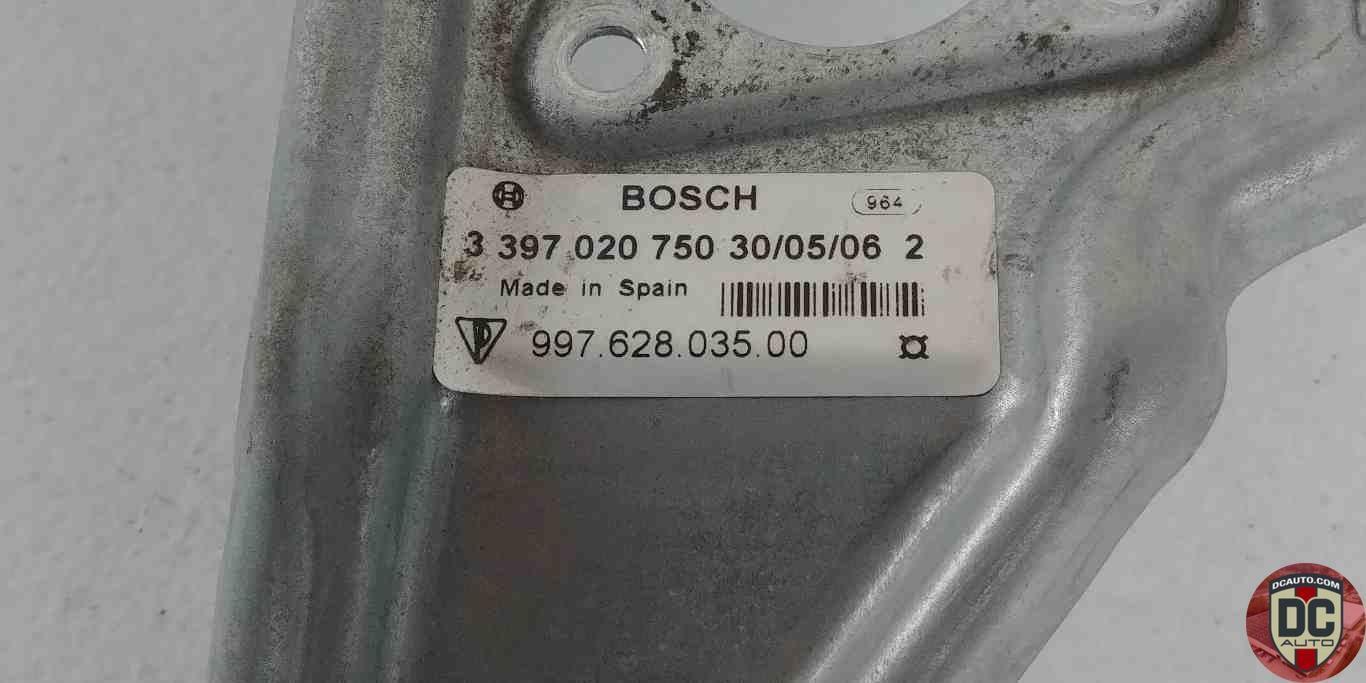 BOSCH 964
3 397 020 750 30/05/06 2
Made in Spain
997.628.035.00
DCAUTO.COM
DC
AUTO